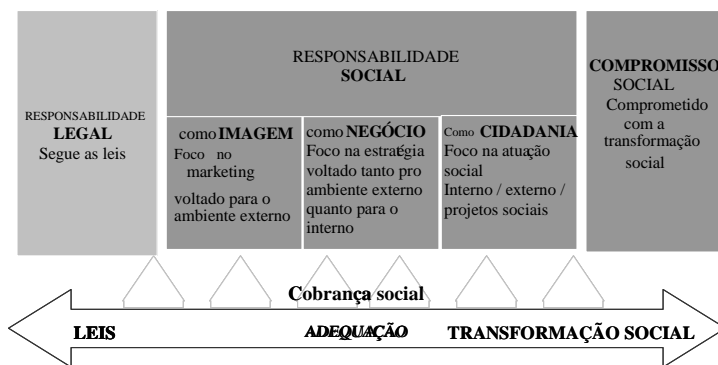 RESPONSABILIDADE
LEGAL
Segue as leis
RESPONSABILIDADE
SOCIAL
como IMAGEM
Foco no
marketing
voltado para o
ambiente externo
como NEGÓCIO
Foco na estratégia
voltado tanto pro
ambiente externo
quanto para o
interno
Como CIDADANIA
Foco na atuação
social
Interno / externo /
projetos sociais
COMPROMISSO
SOCIAL
Comprometido
com a
transformação
social
Cobrança social
LEIS
ADEQUAÇÃO
TRANSFORMAÇÃO SOCIAL